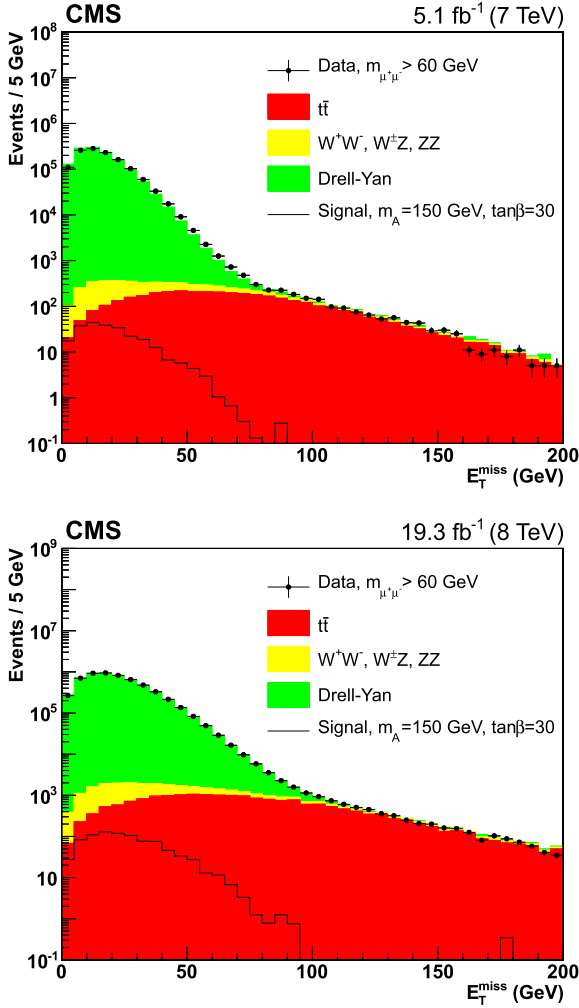 CMS 5.1 fb⁻¹ (7 TeV)
Events / 5 GeV
10⁸
10⁷
10⁶
10⁵
10⁴
10³
10²
10
1
10⁻¹
Data, m_μ⁺μ⁻ > 60 GeV
tt̄
W⁺W⁻, W±Z, ZZ
Drell-Yan
Signal, m_A=150 GeV, tanβ=30
0 50 100 150 200
E_T^miss (GeV)
CMS 19.3 fb⁻¹ (8 TeV)
Events / 5 GeV
10⁹
10⁷
10⁵
10³
10
10⁻¹
Data, m_μ⁺μ⁻ > 60 GeV
tt̄
W⁺W⁻, W±Z, ZZ
Drell-Yan
Signal, m_A=150 GeV, tanβ=30
0 50 100 150 200
E_T^miss (GeV)